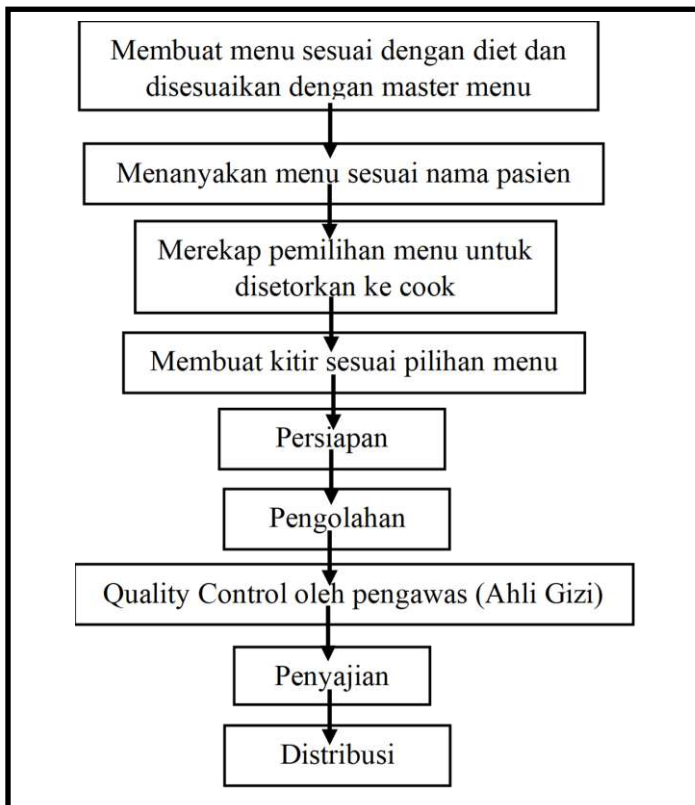 Membuat menu sesuai dengan diet dan
disesuaikan dengan master menu
Menanyakan menu sesuai nama pasien
Merekap pemilihan menu untuk
disetorkan ke cook
Membuat kitir sesuai pilihan menu
Persiapan
Pengolahan
Quality Control oleh pengawas (Ahli Gizi)
Penyajian
Distribusi